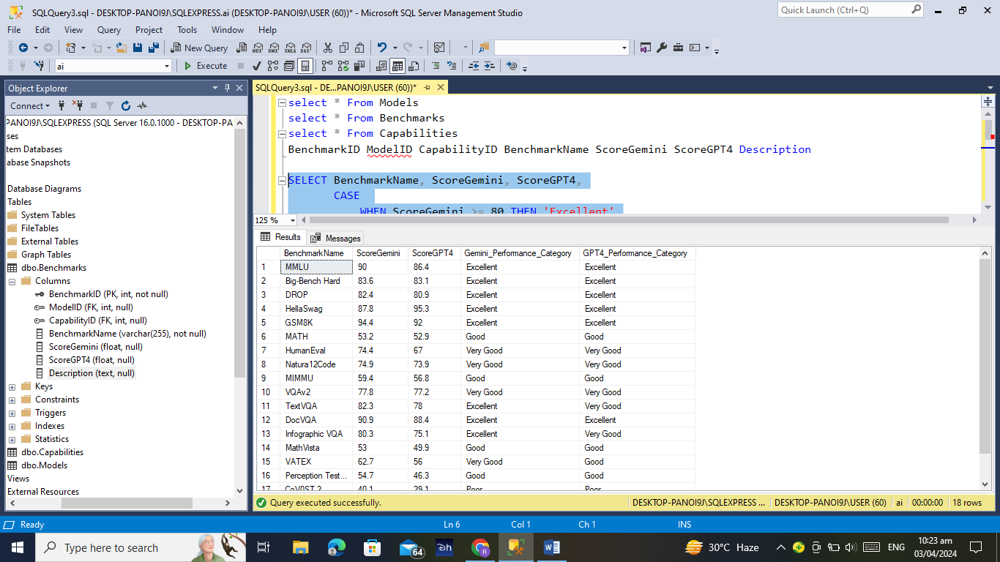 SQLQuery3.sql - DESKTOP-PANOI9J\SQLEXPRESS.ai (DESKTOP-PANOI9J\USER (60))* - Microsoft SQL Server Management Studio
Quick Launch (Ctrl+Q)
File Edit View Query Project Tools Window Help
New Query MDX DMX XMLA DAX
ai Execute
Object Explorer
Connect
PANOI9J\SQLEXPRESS (SQL Server 16.0.1000 - DESKTOP-PA
ses
tem Databases
abase Snapshots
Database Diagrams
Tables
System Tables
FileTables
External Tables
Graph Tables
dbo.Benchmarks
Columns
BenchmarkID (PK, int, not null)
ModelID (FK, int, null)
CapabilityID (FK, int, null)
BenchmarkName (varchar(255), not null)
ScoreGemini (float, null)
ScoreGPT4 (float, null)
Description (text, null)
Keys
Constraints
Triggers
Indexes
Statistics
dbo.Capabilities
dbo.Models
Views
External Resources
SQLQuery3.sql - DE...PANOI9J\USER (60))*
select * From Models
select * From Benchmarks
select * From Capabilities
BenchmarkID ModelID CapabilityID BenchmarkName ScoreGemini ScoreGPT4 Description
SELECT BenchmarkName, ScoreGemini, ScoreGPT4,
CASE
WHEN ScoreGemini >= 80 THEN 'Excellent'
125 %
Results Messages
BenchmarkName ScoreGemini ScoreGPT4 Gemini_Performance_Category GPT4_Performance_Category
1 MMLU 90 86.4 Excellent Excellent
2 Big-Bench Hard 83.6 83.1 Excellent Excellent
3 DROP 82.4 80.9 Excellent Excellent
4 HellaSwag 87.8 95.3 Excellent Excellent
5 GSM8K 94.4 92 Excellent Excellent
6 MATH 53.2 52.9 Good Good
7 HumanEval 74.4 67 Very Good Very Good
8 Natura12Code 74.9 73.9 Very Good Very Good
9 MIMMU 59.4 56.8 Good Good
10 VQAv2 77.8 77.2 Very Good Very Good
11 TextVQA 82.3 78 Excellent Very Good
12 DocVQA 90.9 88.4 Excellent Excellent
13 Infographic VQA 80.3 75.1 Excellent Very Good
14 MathVista 53 49.9 Good Good
15 VATEX 62.7 56 Very Good Good
16 Perception Test... 54.7 46.3 Good Good
17 CoV0ST 2 40.1 29.1 Poor Poor
Query executed successfully. DESKTOP-PANOI9J\SQLEXPRESS ... DESKTOP-PANOI9J\USER (60) ai 00:00:00 18 rows
Ready Ln 6 Col 1 Ch 1 INS
Type here to search 64 dh R W 30°C Haze ENG 10:23 am
03/04/2024